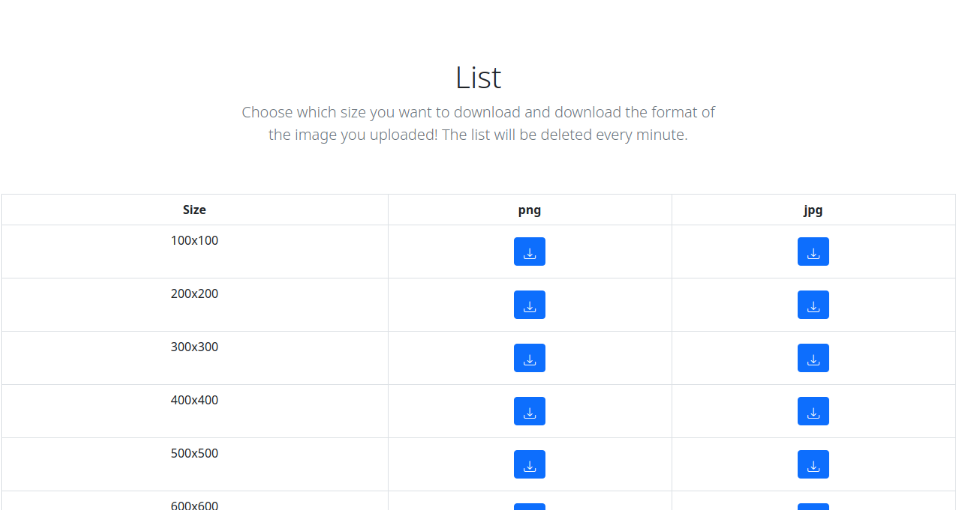 List
Choose which size you want to download and download the format of
the image you uploaded! The list will be deleted every minute.
Size png jpg
100x100
200x200
300x300
400x400
500x500
600x600